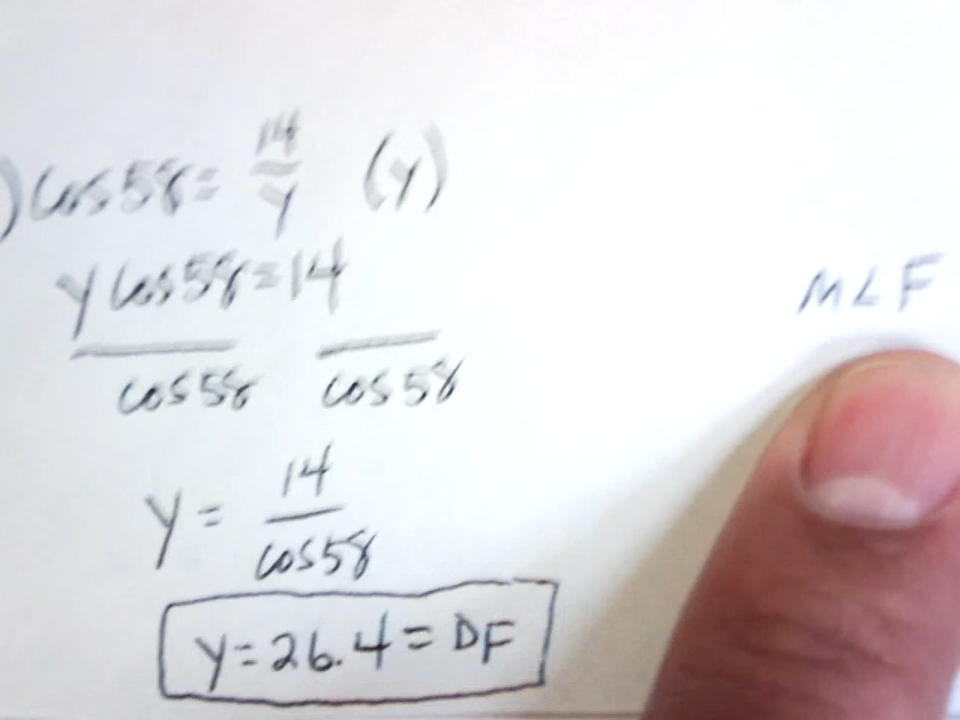 ) cos58= 14/y (y)
y cos58=14
cos58 cos58
m∠F
y = 14/cos58
y=26.4=DF